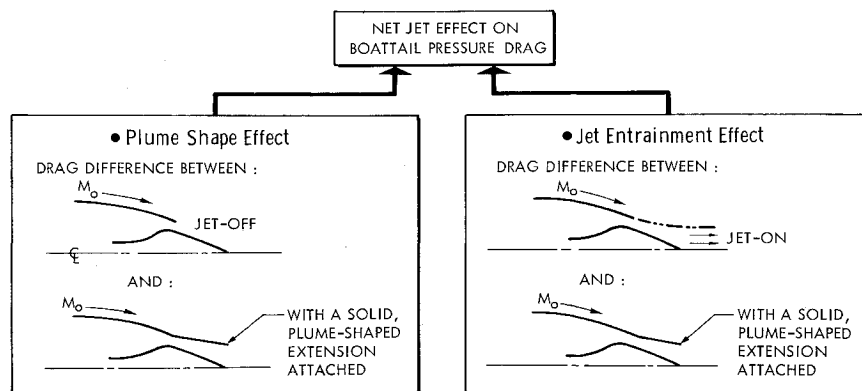 NET JET EFFECT ON
BOATTAIL PRESSURE DRAG
• Plume Shape Effect
DRAG DIFFERENCE BETWEEN :
M₀
JET-OFF
℄
AND :
M₀
WITH A SOLID,
PLUME-SHAPED
EXTENSION
ATTACHED
• Jet Entrainment Effect
DRAG DIFFERENCE BETWEEN :
M₀
JET-ON
AND :
M₀
WITH A SOLID,
PLUME-SHAPED
EXTENSION
ATTACHED